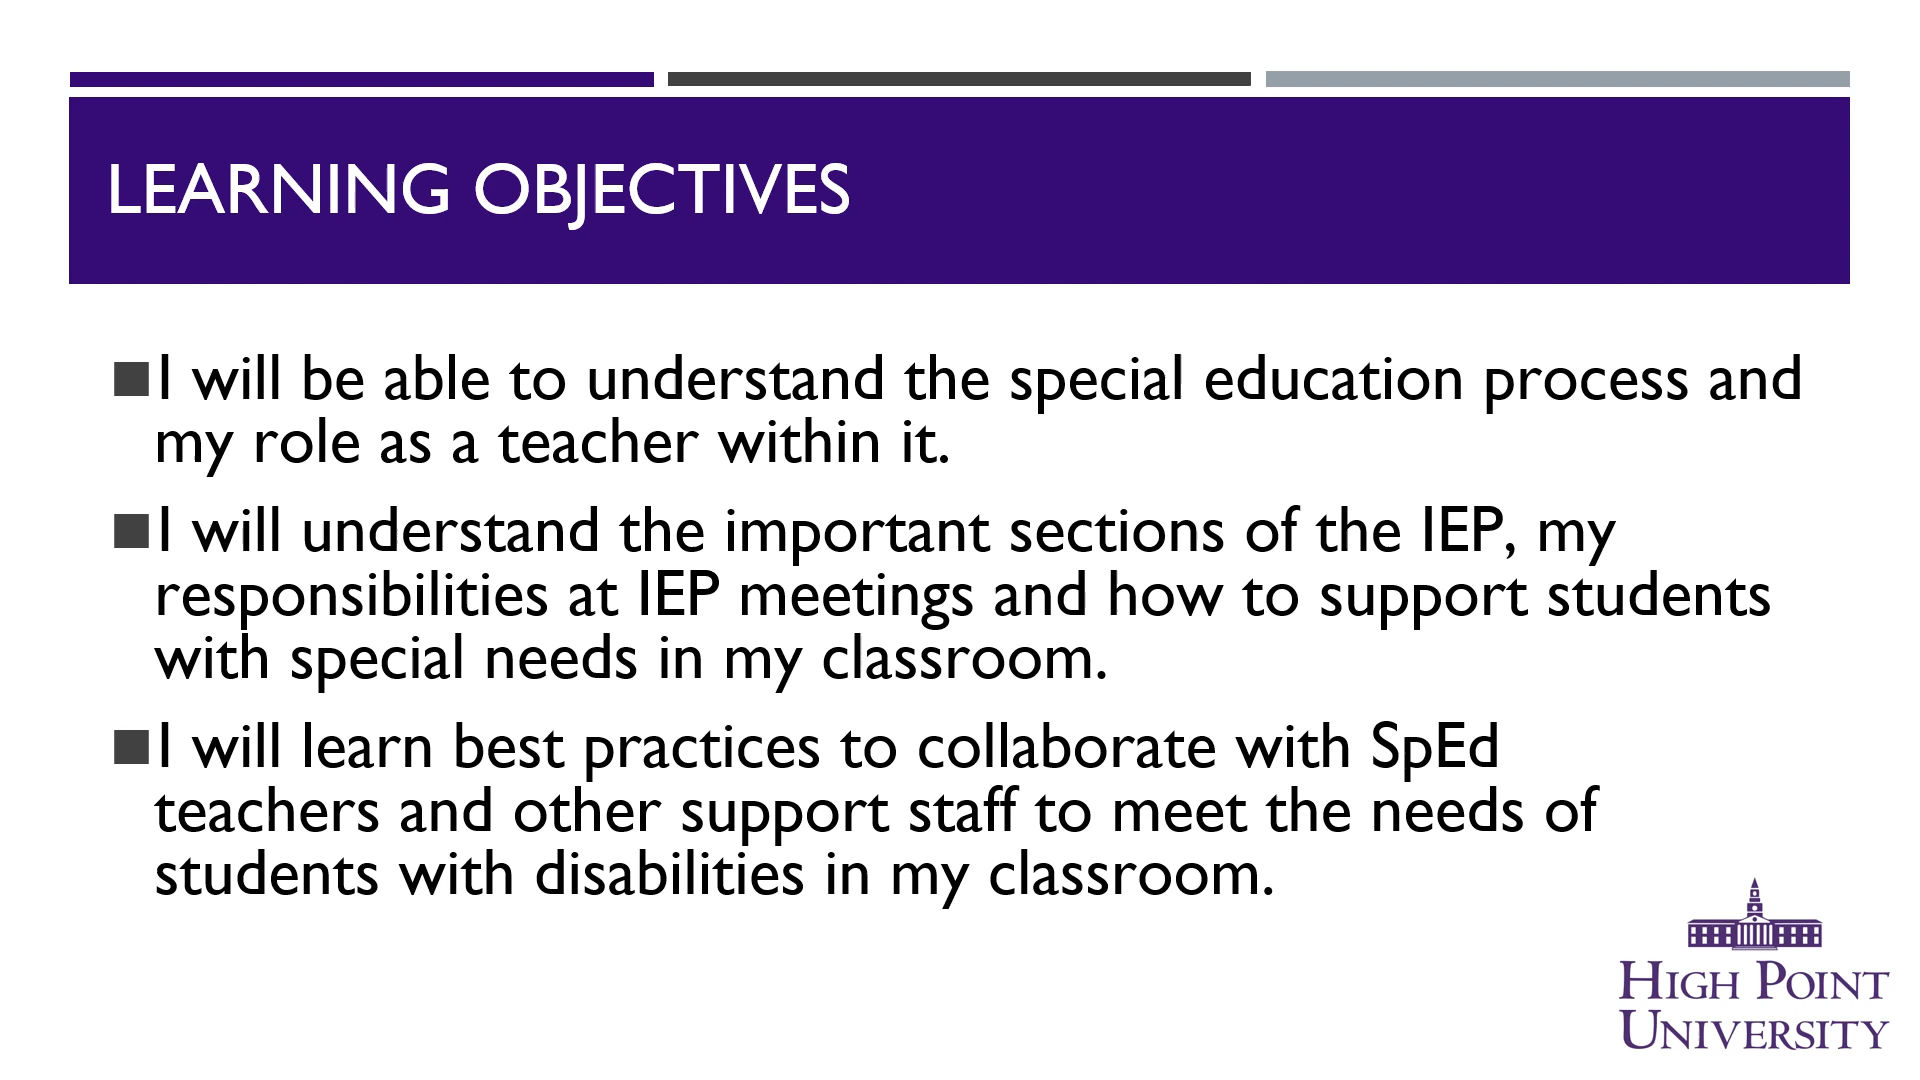 LEARNING OBJECTIVES
■I will be able to understand the special education process and
my role as a teacher within it.
■I will understand the important sections of the IEP, my
responsibilities at IEP meetings and how to support students
with special needs in my classroom.
■I will learn best practices to collaborate with SpEd
teachers and other support staff to meet the needs of
students with disabilities in my classroom.
HIGH POINT
UNIVERSITY